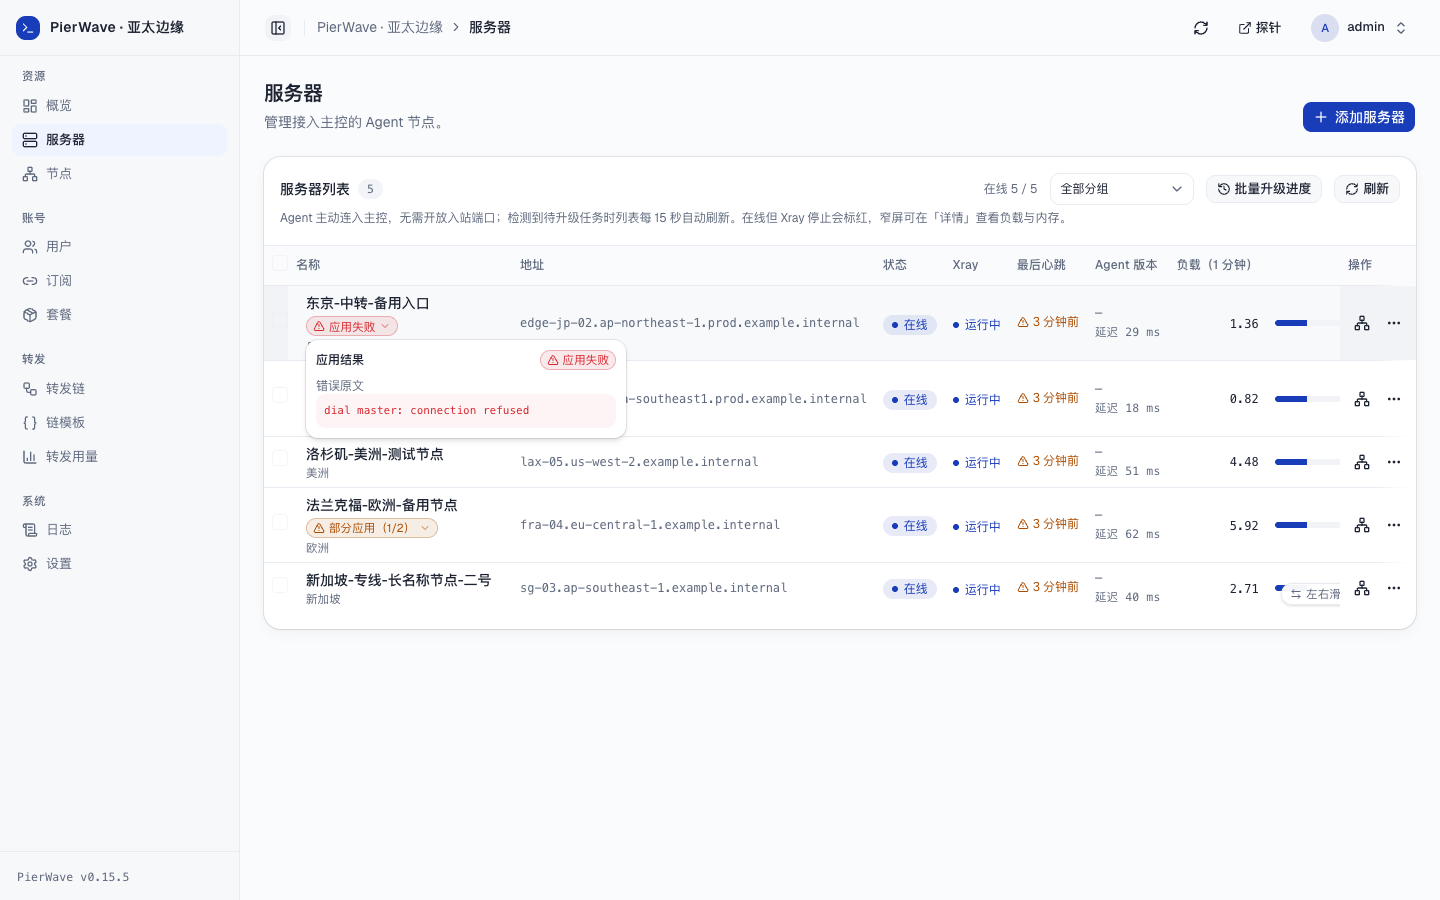 PierWave · 亚太边缘
PierWave · 亚太边缘 > 服务器
探针
A admin
资源
概览
服务器
节点
账号
用户
订阅
套餐
转发
转发链
链模板
转发用量
系统
日志
设置
PierWave v0.15.5
服务器
管理接入主控的 Agent 节点。
添加服务器
服务器列表 5
在线 5 / 5
全部分组
批量升级进度
刷新
Agent 主动连入主控，无需开放入站端口；检测到待升级任务时列表每 15 秒自动刷新。在线但 Xray 停止会标红，窄屏可在「详情」查看负载与内存。
名称 地址 状态 Xray 最后心跳 Agent 版本 负载（1 分钟） 操作
东京-中转-备用入口
应用失败
edge-jp-02.ap-northeast-1.prod.example.internal 在线 运行中 3 分钟前 — 1.36
延迟 29 ms
应用结果 应用失败
错误原文
dial master: connection refused
-southeast1.prod.example.internal 在线 运行中 3 分钟前 — 0.82
延迟 18 ms
洛杉矶-美洲-测试节点
美洲
lax-05.us-west-2.example.internal 在线 运行中 3 分钟前 — 4.48
延迟 51 ms
法兰克福-欧洲-备用节点
部分应用（1/2）
欧洲
fra-04.eu-central-1.example.internal 在线 运行中 3 分钟前 — 5.92
延迟 62 ms
新加坡-专线-长名称节点-二号
新加坡
sg-03.ap-southeast-1.example.internal 在线 运行中 3 分钟前 — 2.71
延迟 40 ms
左右滑